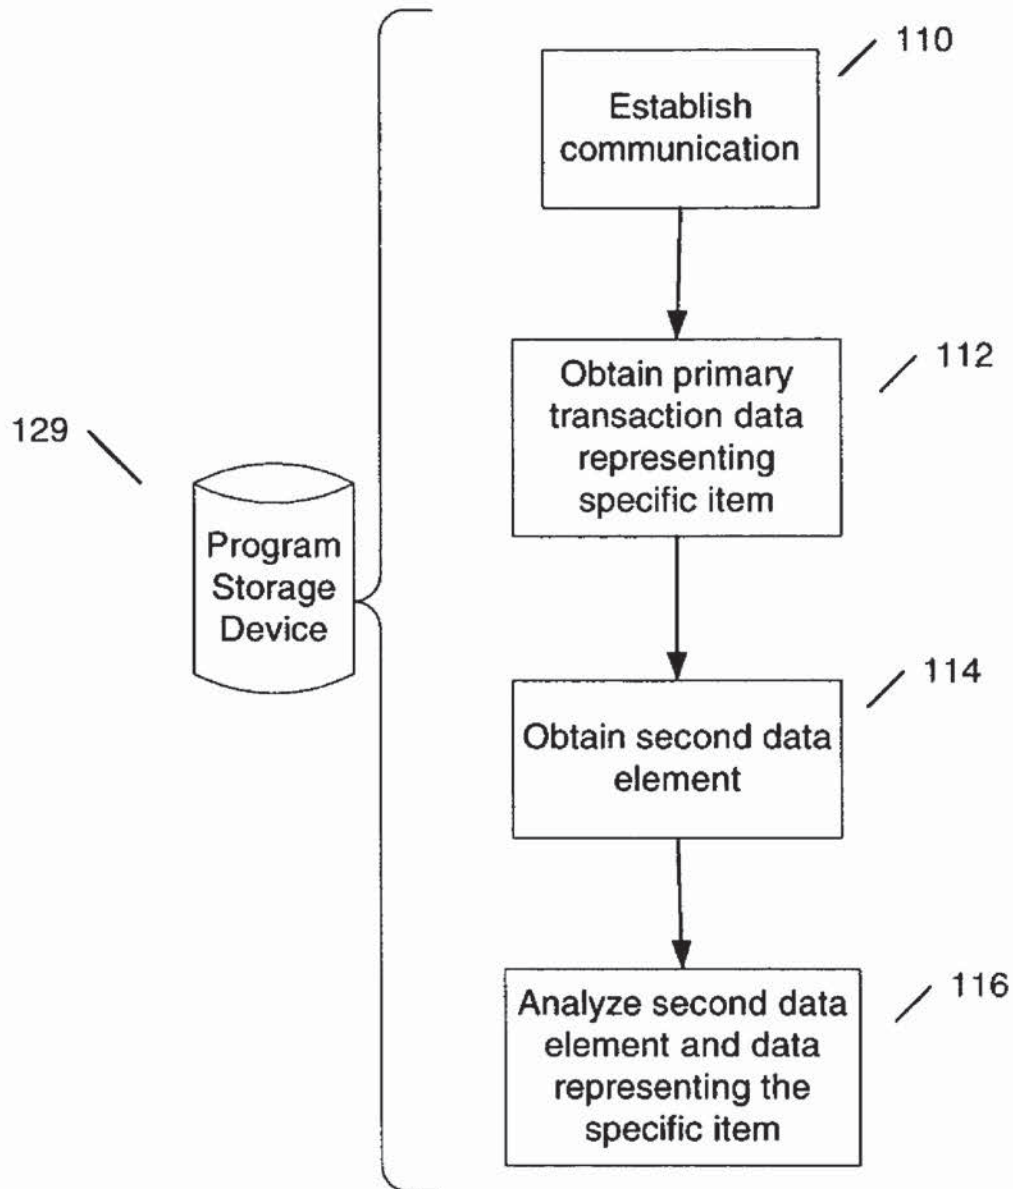 110
Establish
communication
112
Obtain primary
transaction data
representing
specific item
129
Program
Storage
Device
114
Obtain second data
element
116
Analyze second data
element and data
representing the
specific item